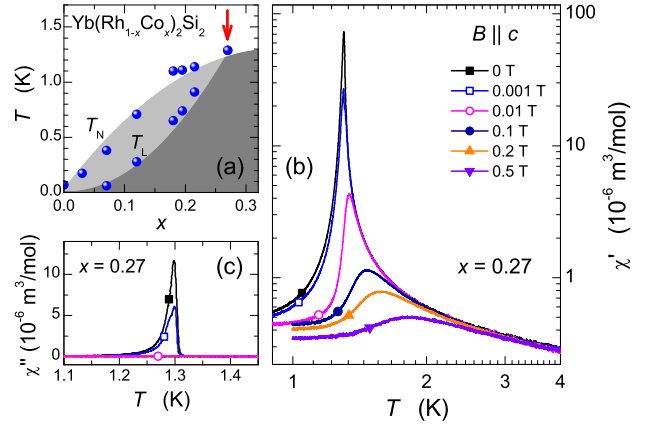 Yb(Rh1-xCox)2Si2
T (K)
1.5
1.0
0.5
0.0
TN
TL
(a)
0.0 0.1 0.2 0.3
x
χ'' (10-6 m3/mol)
10
5
0
x = 0.27
(c)
1.1 1.2 1.3 1.4
T (K)
B || c
0 T
0.001 T
0.01 T
0.1 T
0.2 T
0.5 T
(b)
x = 0.27
100
10
1
χ' (10-6 m3/mol)
1 2 3 4
T (K)